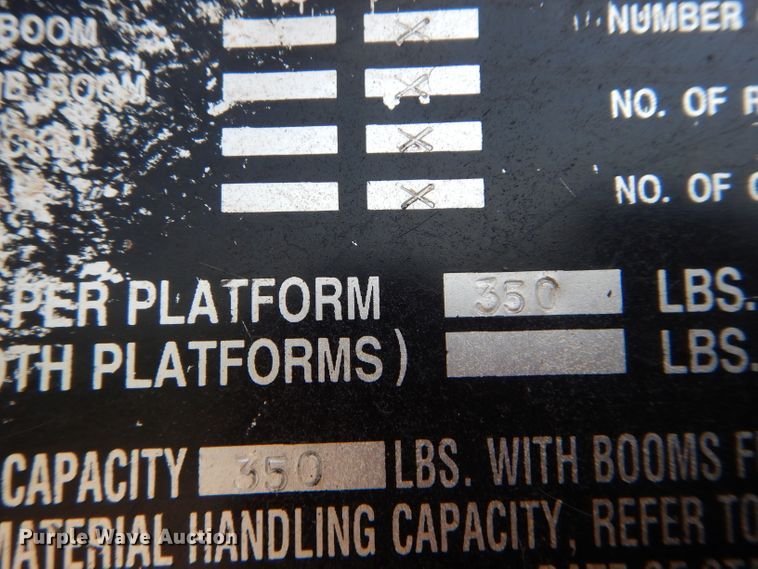 BOOM X NUMBER
BOOM X NO. OF
X
X NO. OF
PER PLATFORM 350 LBS.
PLATFORMS) LBS.
CAPACITY 350 LBS. WITH BOOMS
MATERIAL HANDLING CAPACITY, REFER TO
Purple Wave Auction